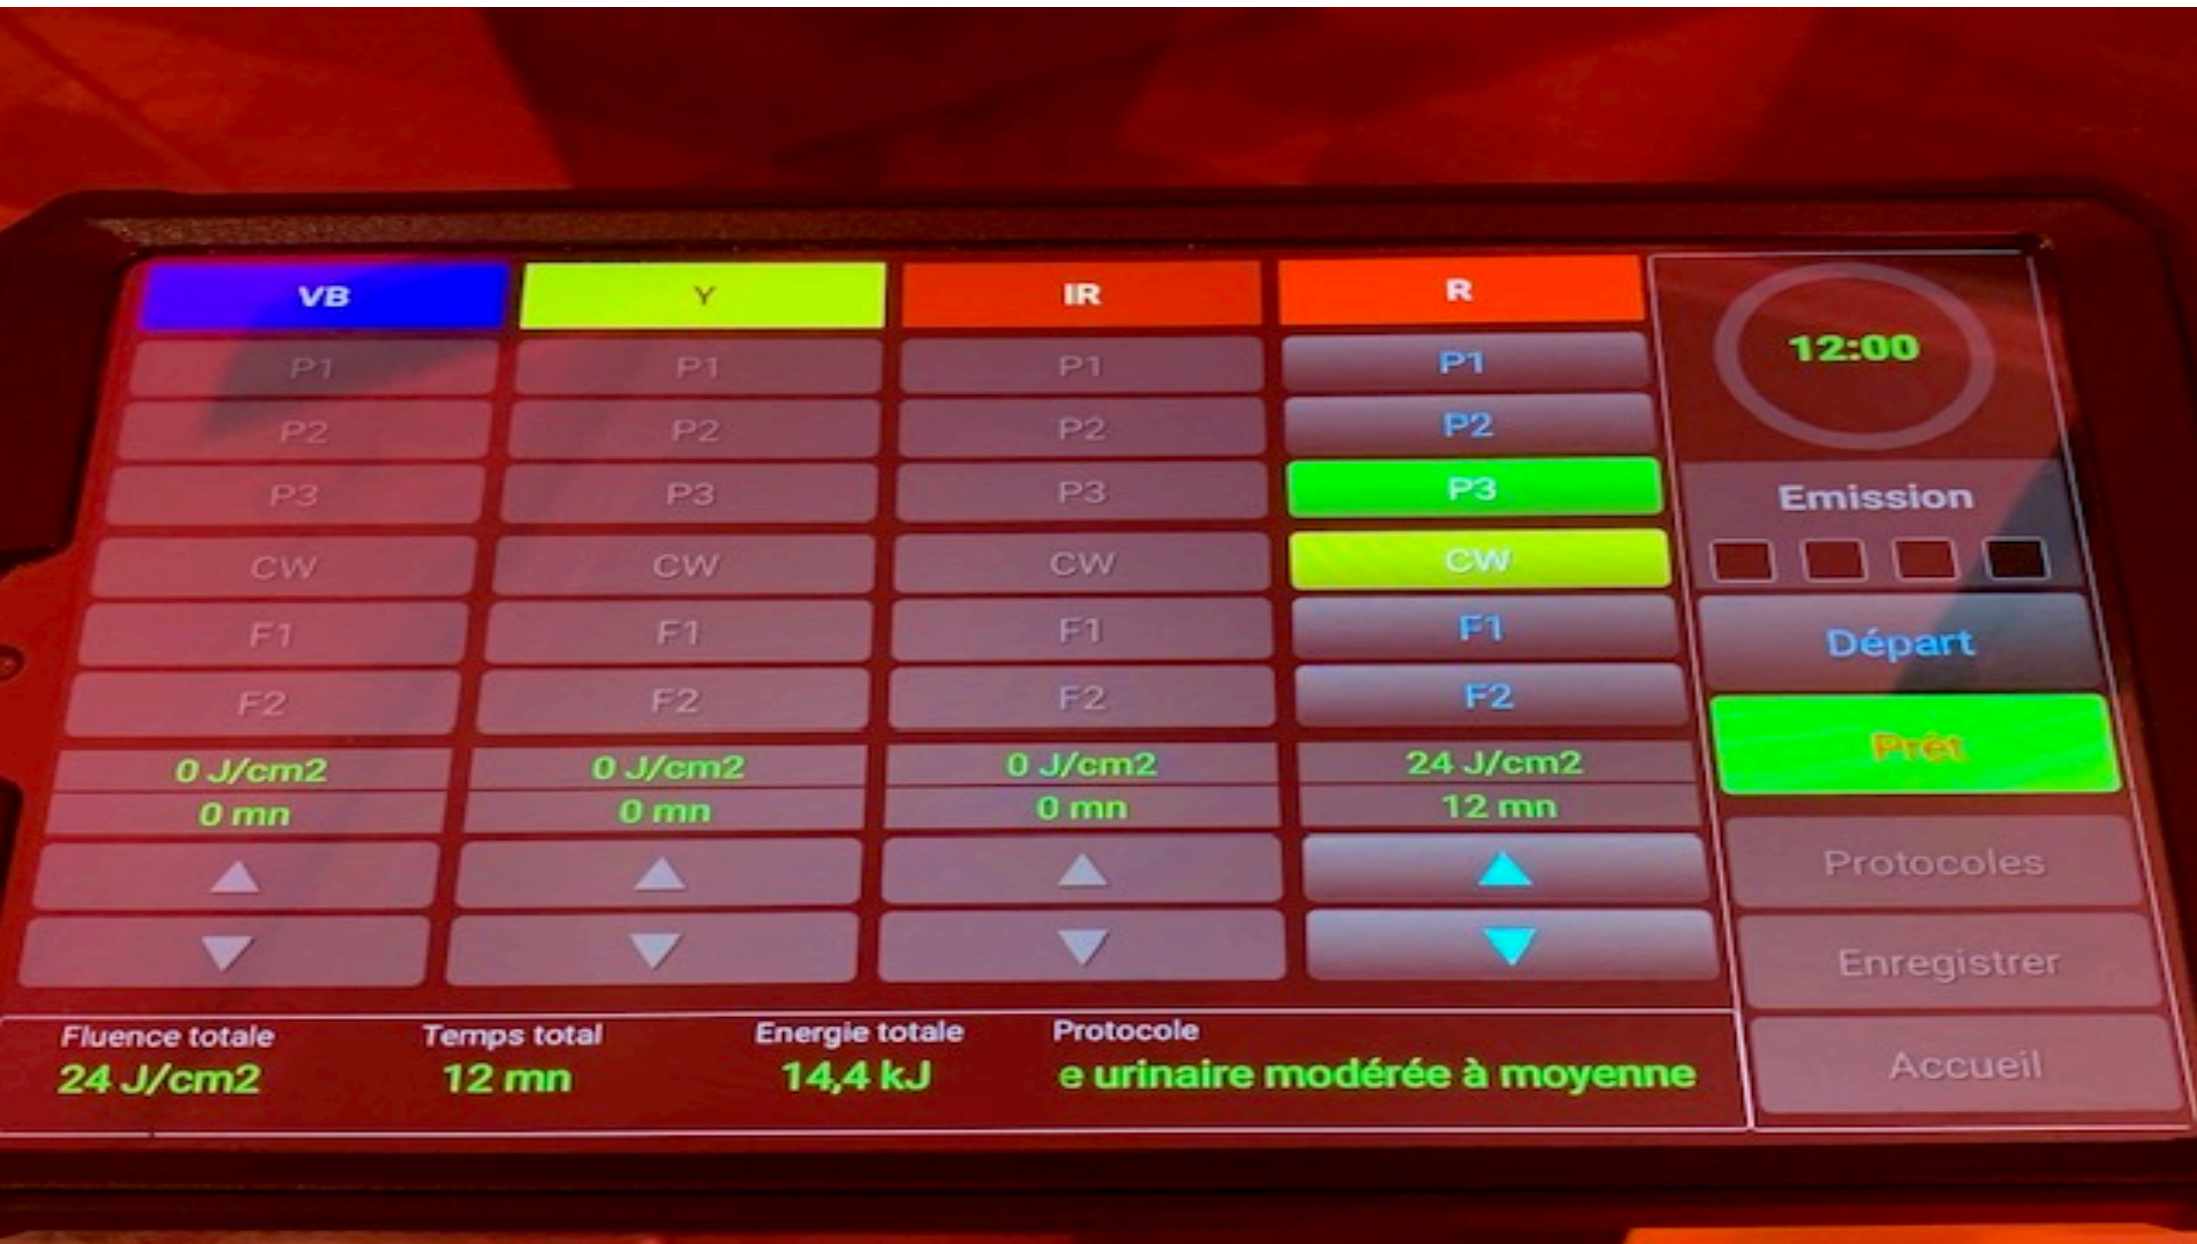 VB Y IR R
P1 P1 P1 P1
P2 P2 P2 P2
P3 P3 P3 P3
CW CW CW CW
F1 F1 F1 F1
F2 F2 F2 F2
0 J/cm2 0 J/cm2 0 J/cm2 24 J/cm2
0 mn 0 mn 0 mn 12 mn
12:00
Emission
Départ
Prêt
Protocoles
Enregistrer
Accueil
Fluence totale Temps total Energie totale Protocole
24 J/cm2 12 mn 14,4 kJ e urinaire modérée à moyenne